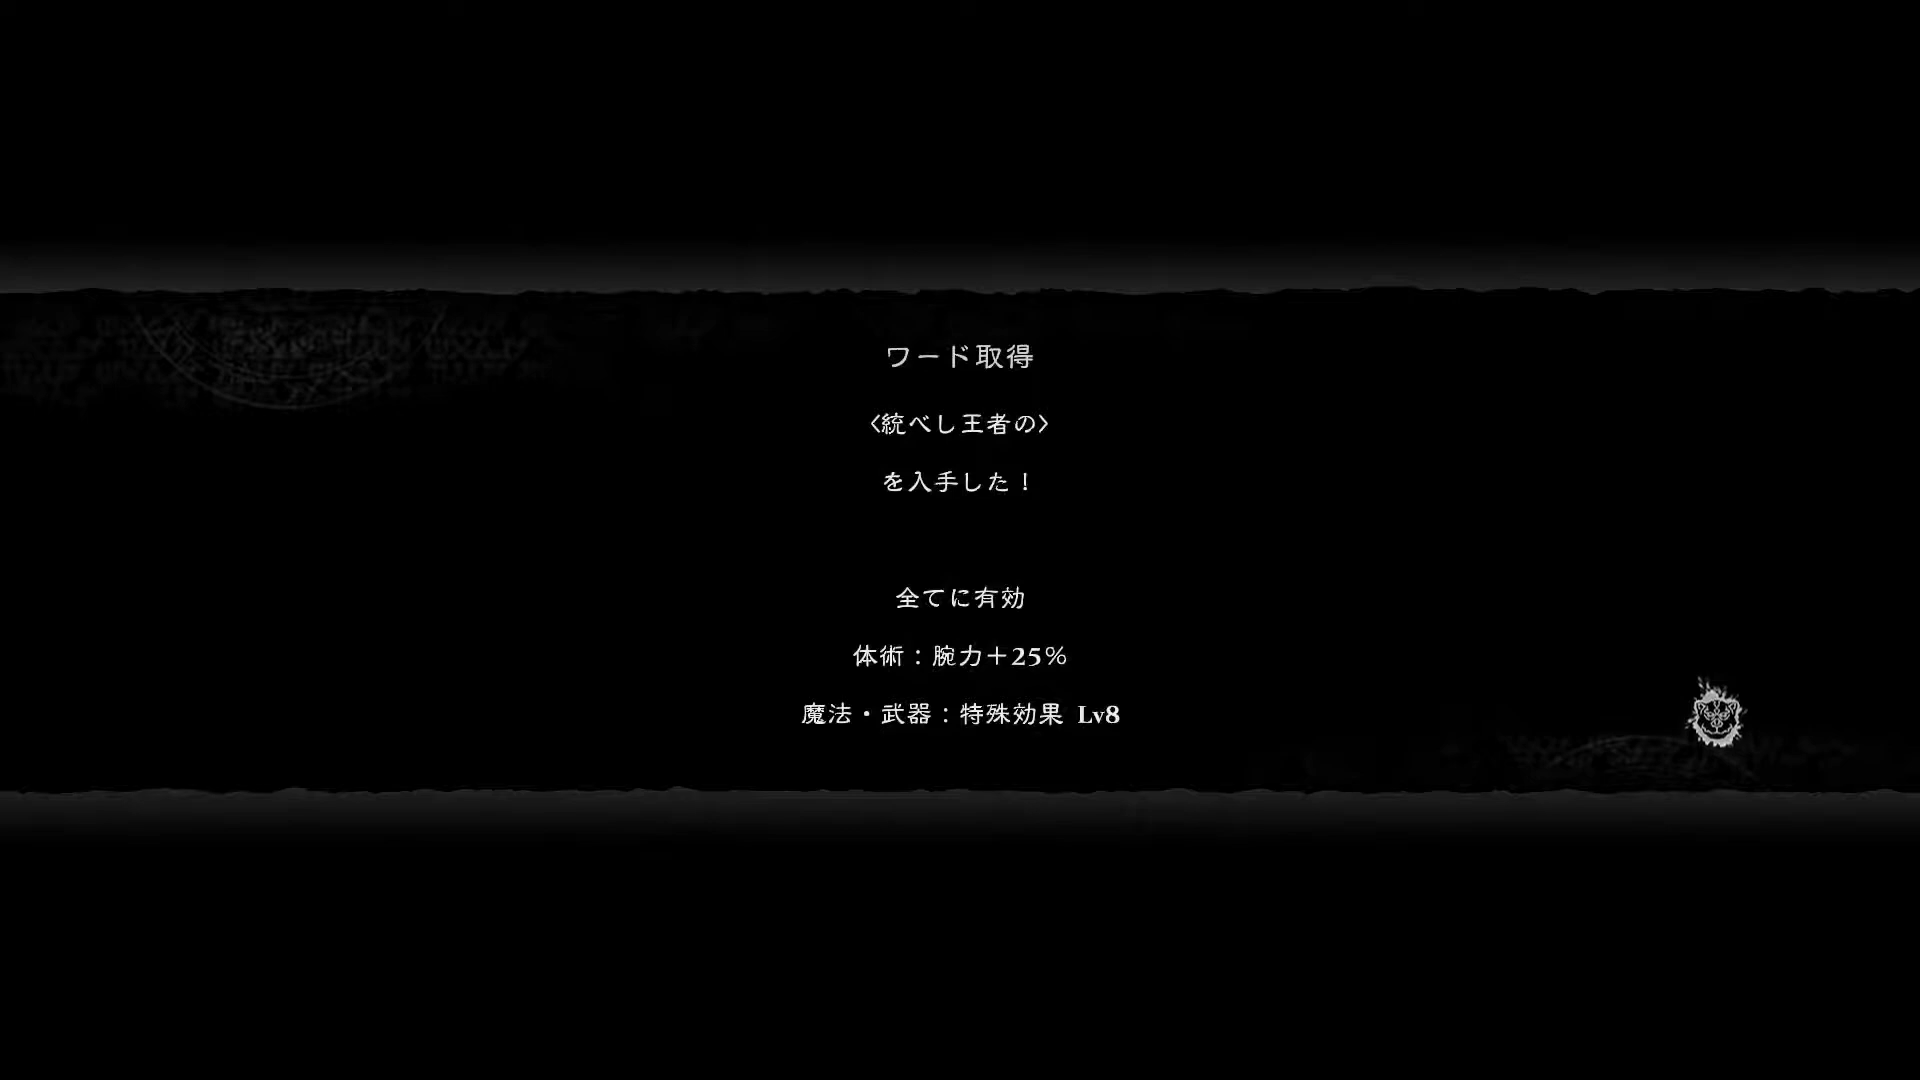 ワード取得
〈統べし王者の〉
を入手した！
全てに有効
体術：腕力＋25％
魔法・武器：特殊効果 Lv8